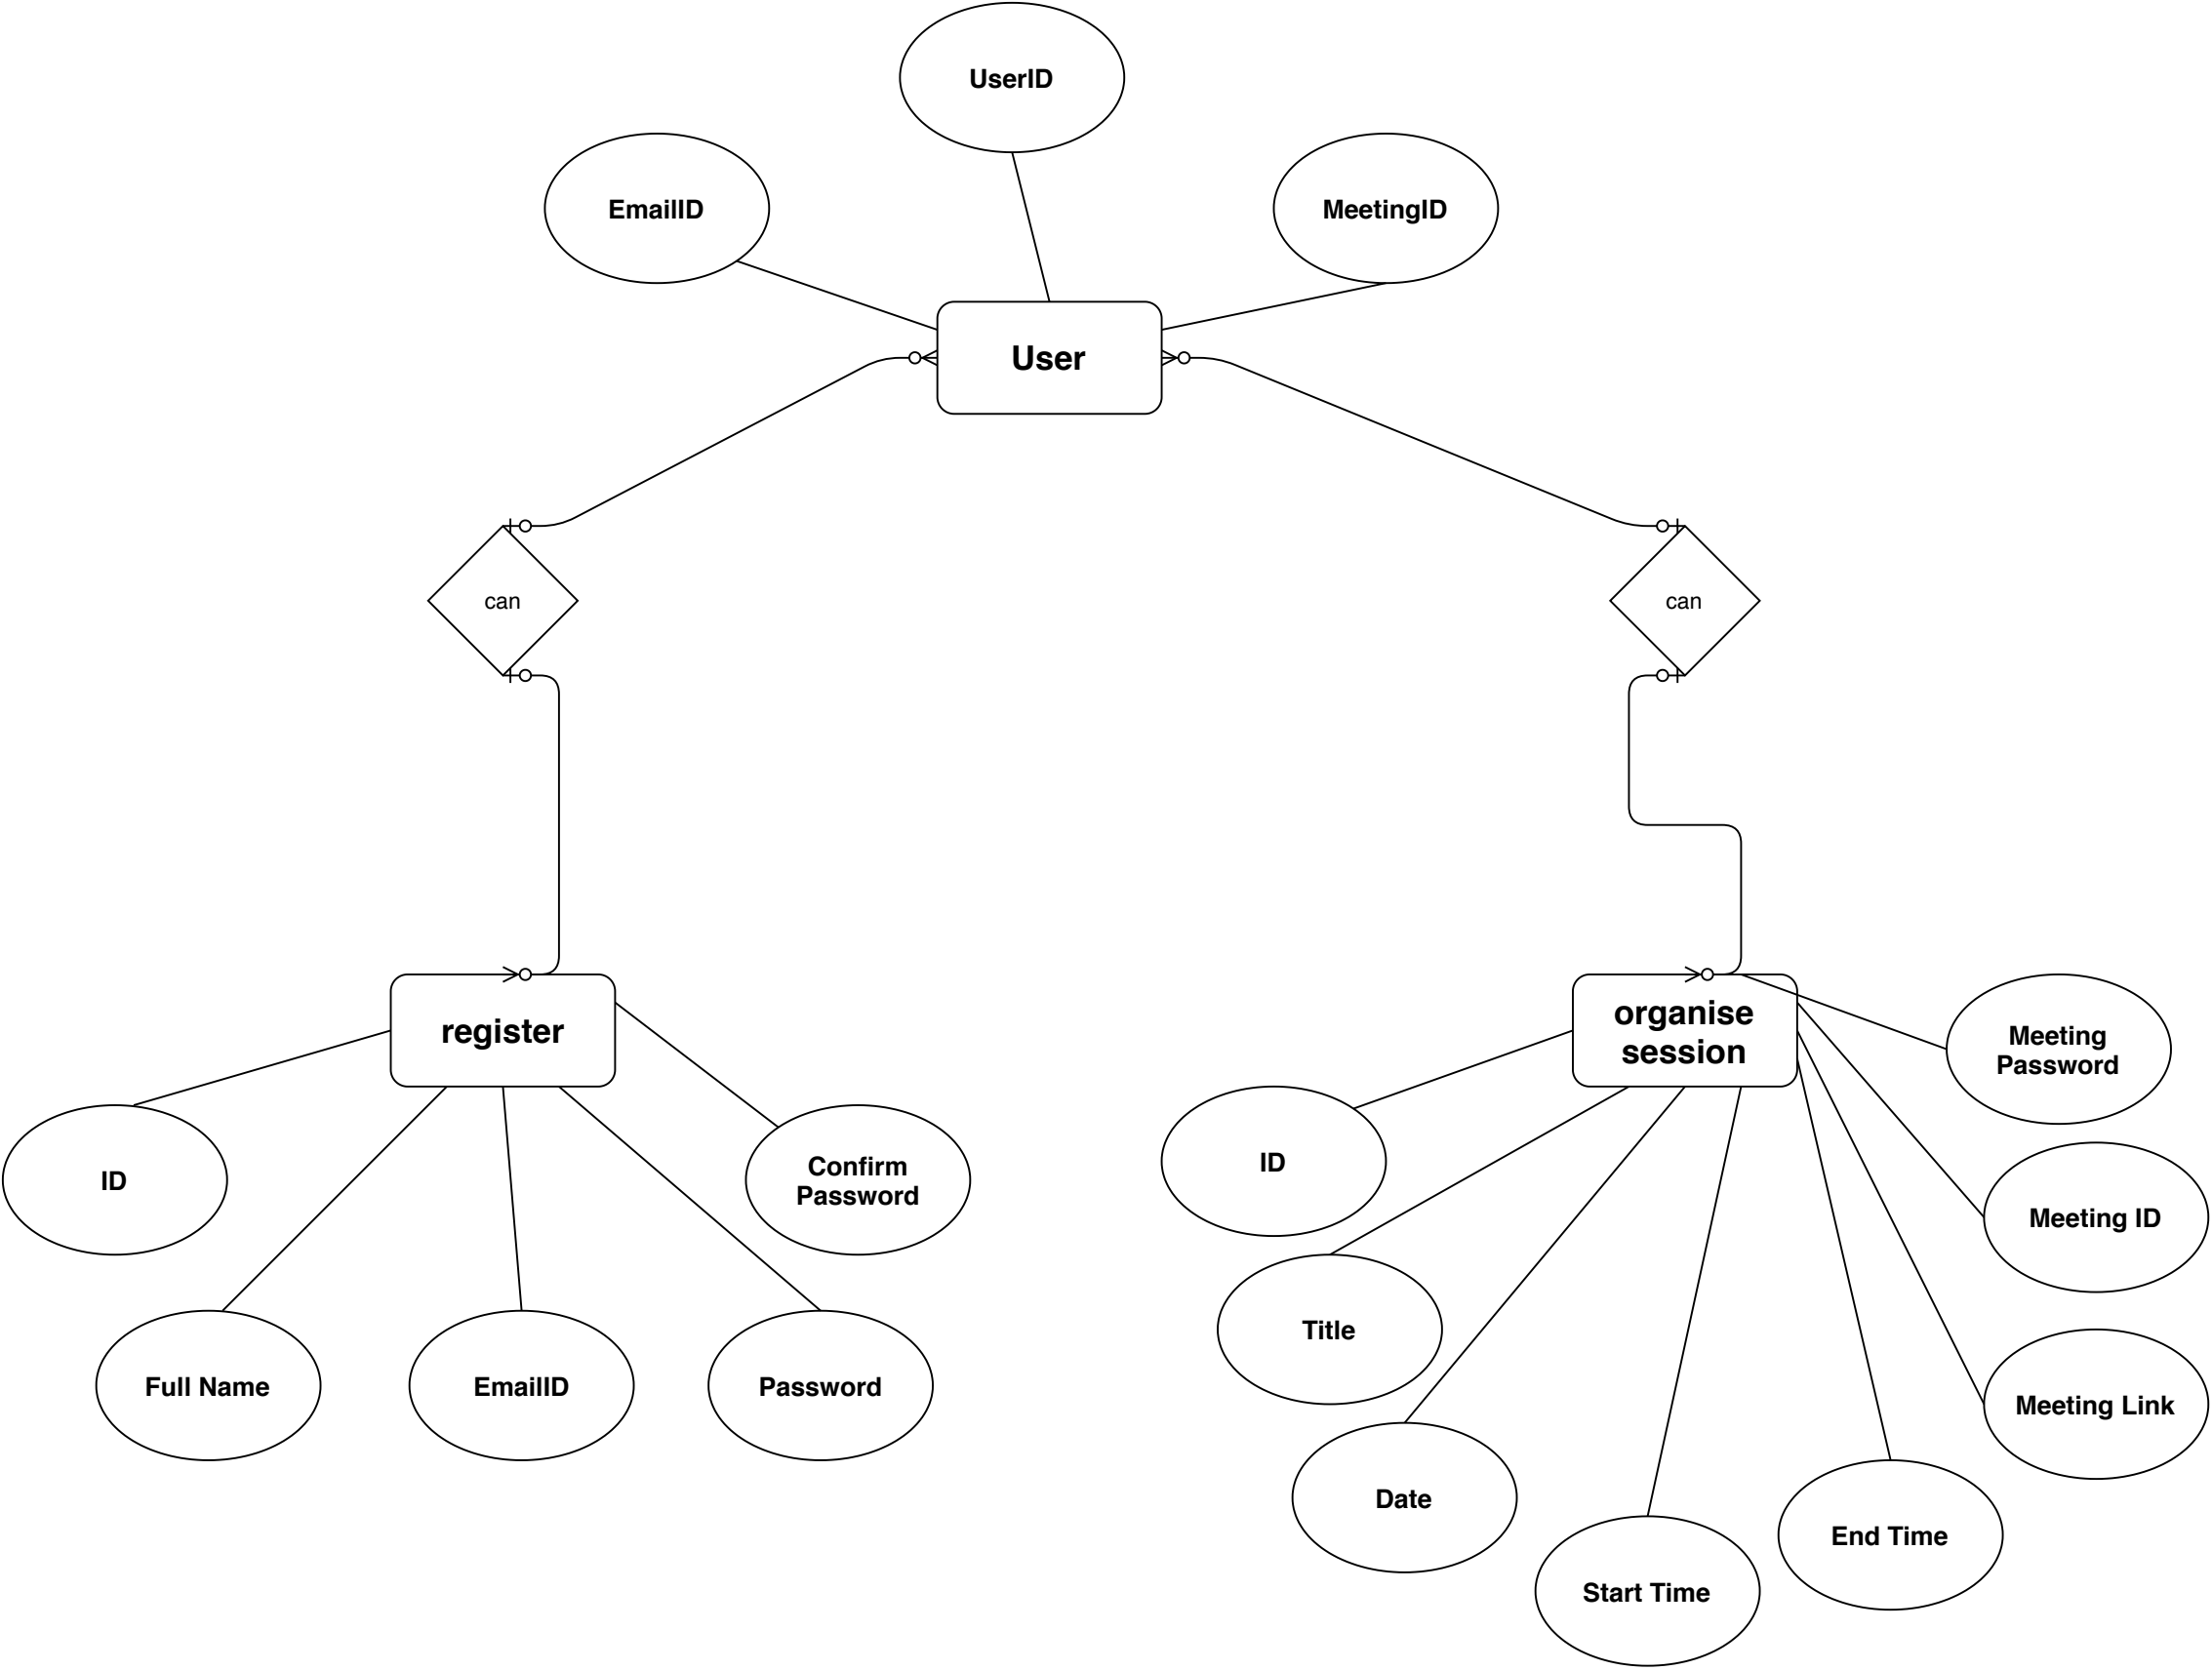 UserID
EmailID
MeetingID
User
can
can
register
organise
session
Meeting
Password
ID
Confirm
Password
ID
Meeting ID
Title
Full Name
EmailID
Password
Meeting Link
Date
End Time
Start Time